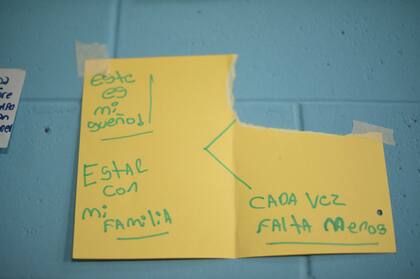 este
es
mi
sueño!
ESTAR
con
mi
FAMILIA
CADA VEZ
FALTA MENOS